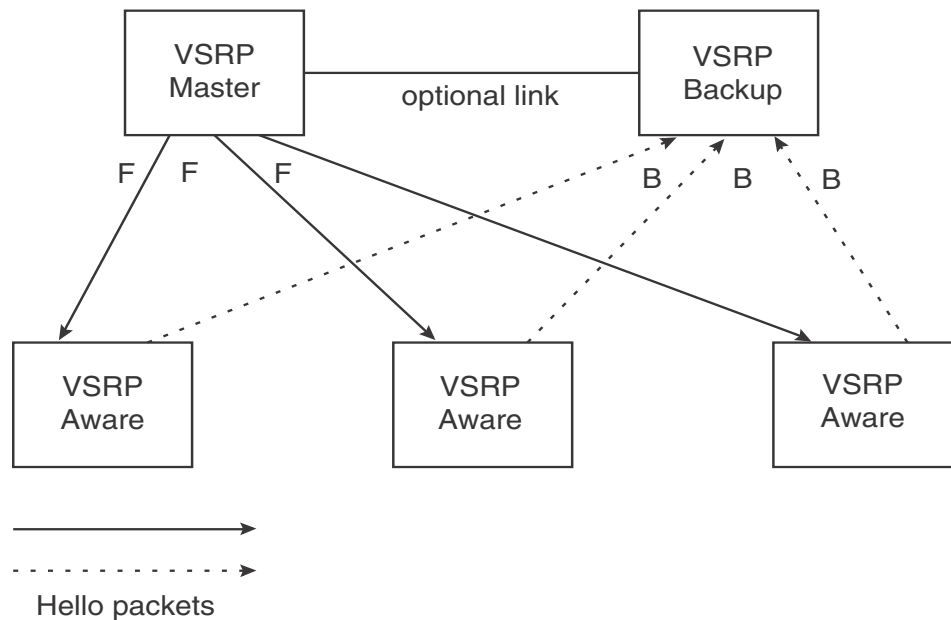 VSRP
Master
VSRP
Backup
optional link
F
F
F
B
B
B
VSRP
Aware
VSRP
Aware
VSRP
Aware
Hello packets